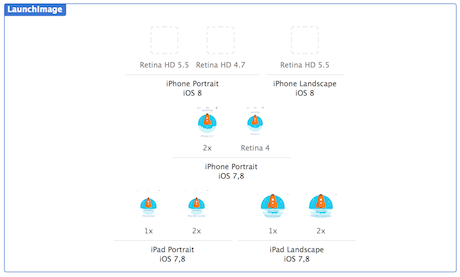 LaunchImage
Retina HD 5.5 Retina HD 4.7 Retina HD 5.5
iPhone Portrait iPhone Landscape
iOS 8 iOS 8
2x Retina 4
iPhone Portrait
iOS 7,8
1x 2x 1x 2x
iPad Portrait iPad Landscape
iOS 7,8 iOS 7,8